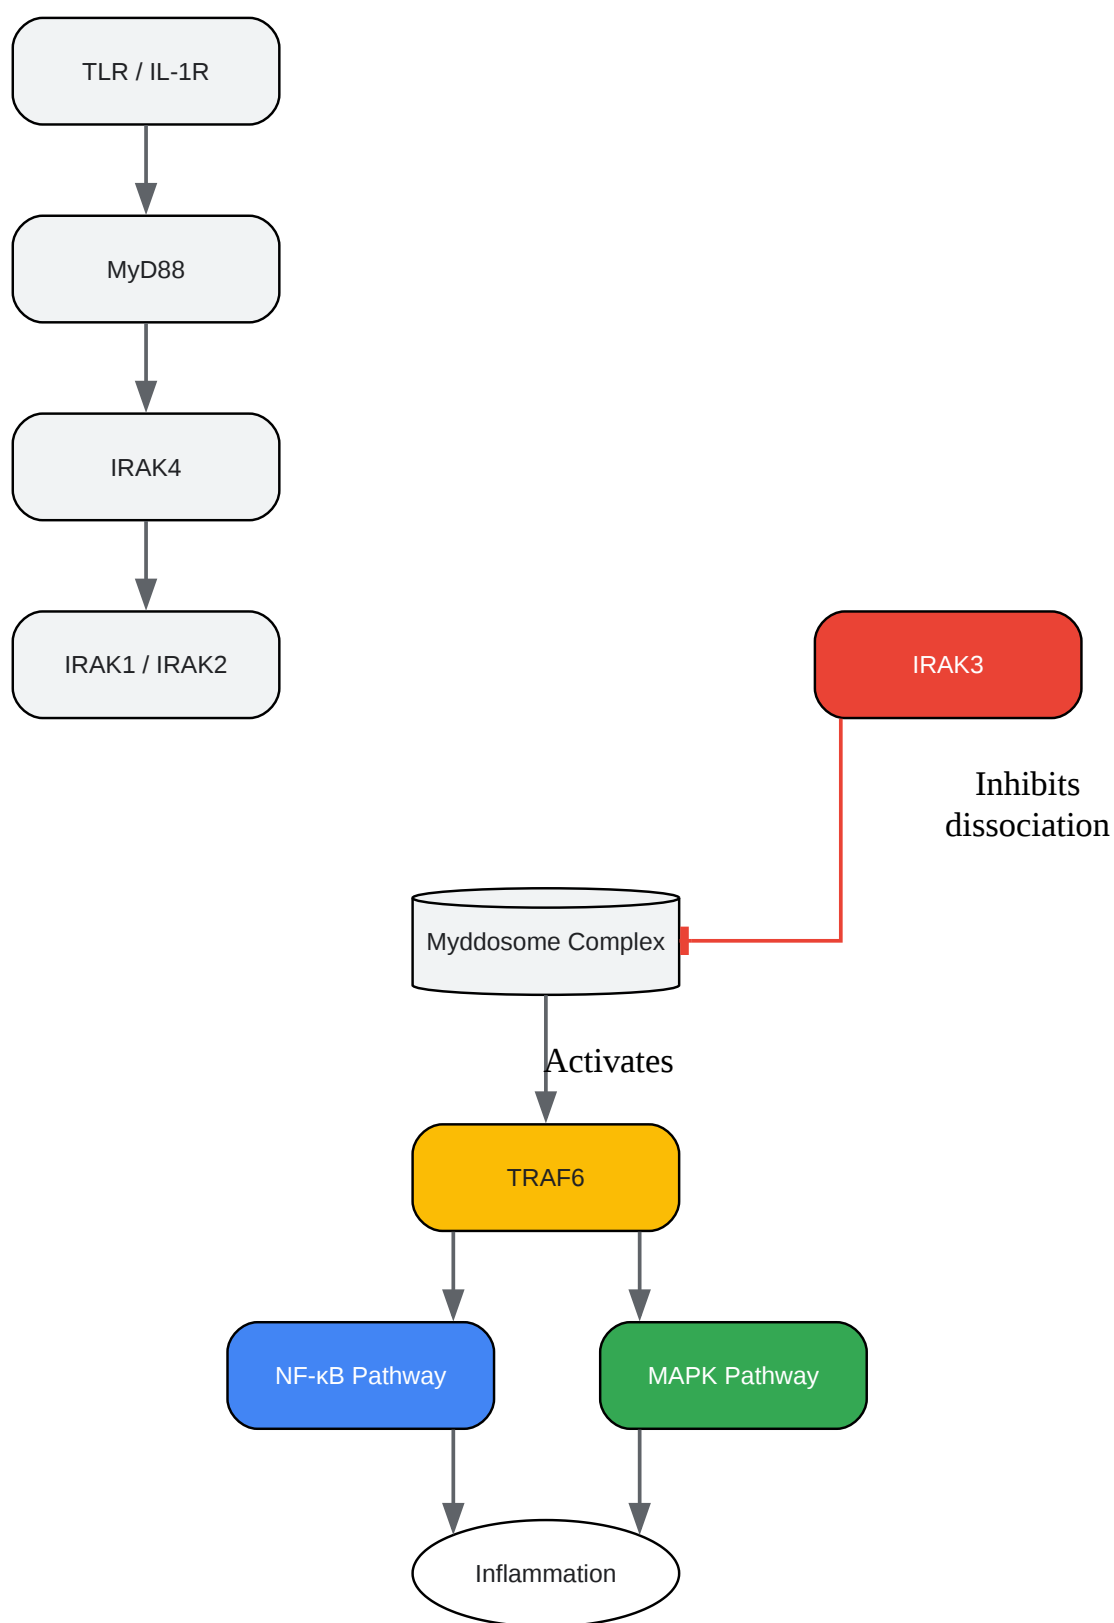 TLR / IL-1R
MyD88
IRAK4
IRAK1 / IRAK2
IRAK3
Inhibits
dissociation
Myddosome Complex
Activates
TRAF6
NF-κB Pathway
MAPK Pathway
Inflammation